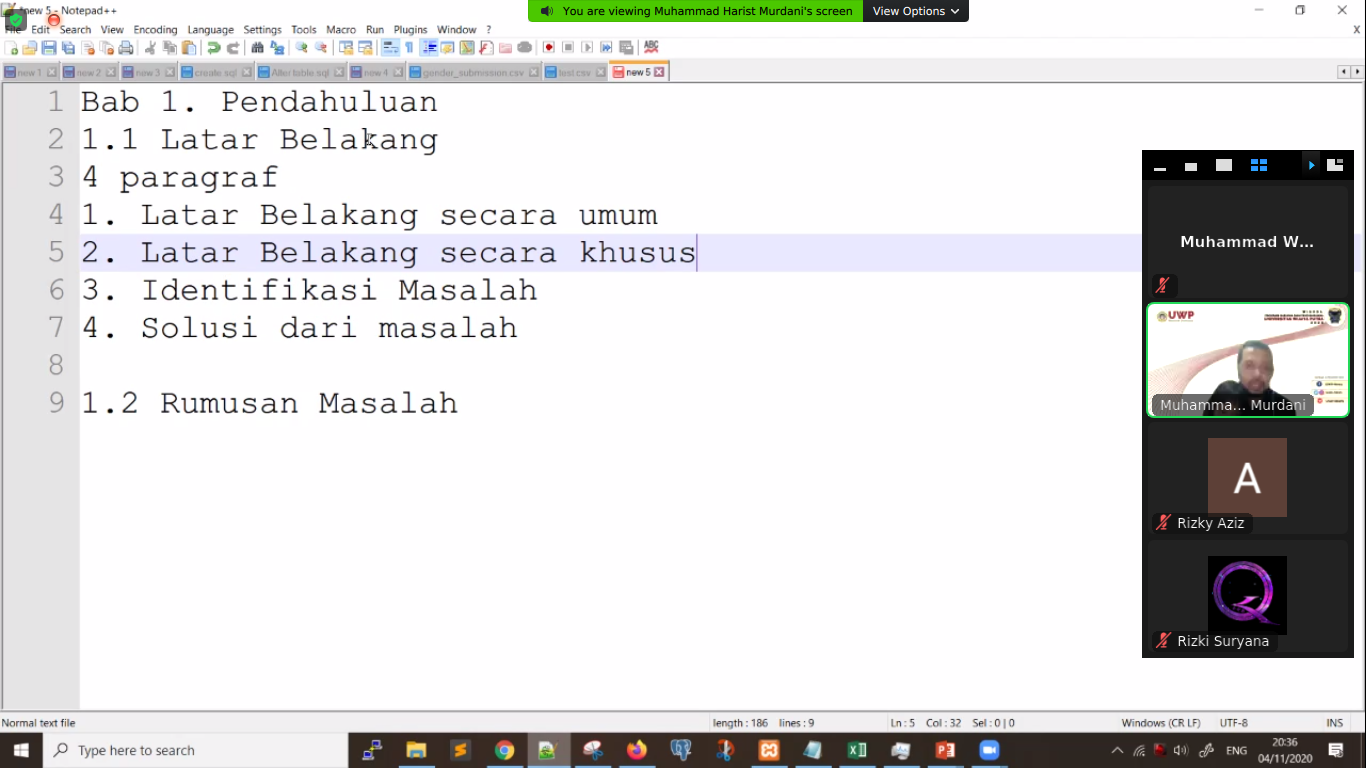 *new 5 - Notepad++
You are viewing Muhammad Harist Murdani's screen
View Options
File Edit Search View Encoding Language Settings Tools Macro Run Plugins Window ?
X
new 1 new 2 new 3 create sql Alter table.sql new 4 gender_submission.csv test.csv new 5
1 Bab 1. Pendahuluan
2 1.1 Latar Belakang
3 4 paragraf
4 1. Latar Belakang secara umum
5 2. Latar Belakang secara khusus
6 3. Identifikasi Masalah
7 4. Solusi dari masalah
8
9 1.2 Rumusan Masalah
Muhammad W...
UWP
Muhamma... Murdani
A
Rizky Aziz
Rizki Suryana
Normal text file
length : 186 lines : 9
Ln : 5 Col : 32 Sel : 0 | 0
Windows (CR LF)
UTF-8
INS
Type here to search
ENG
20:36
04/11/2020